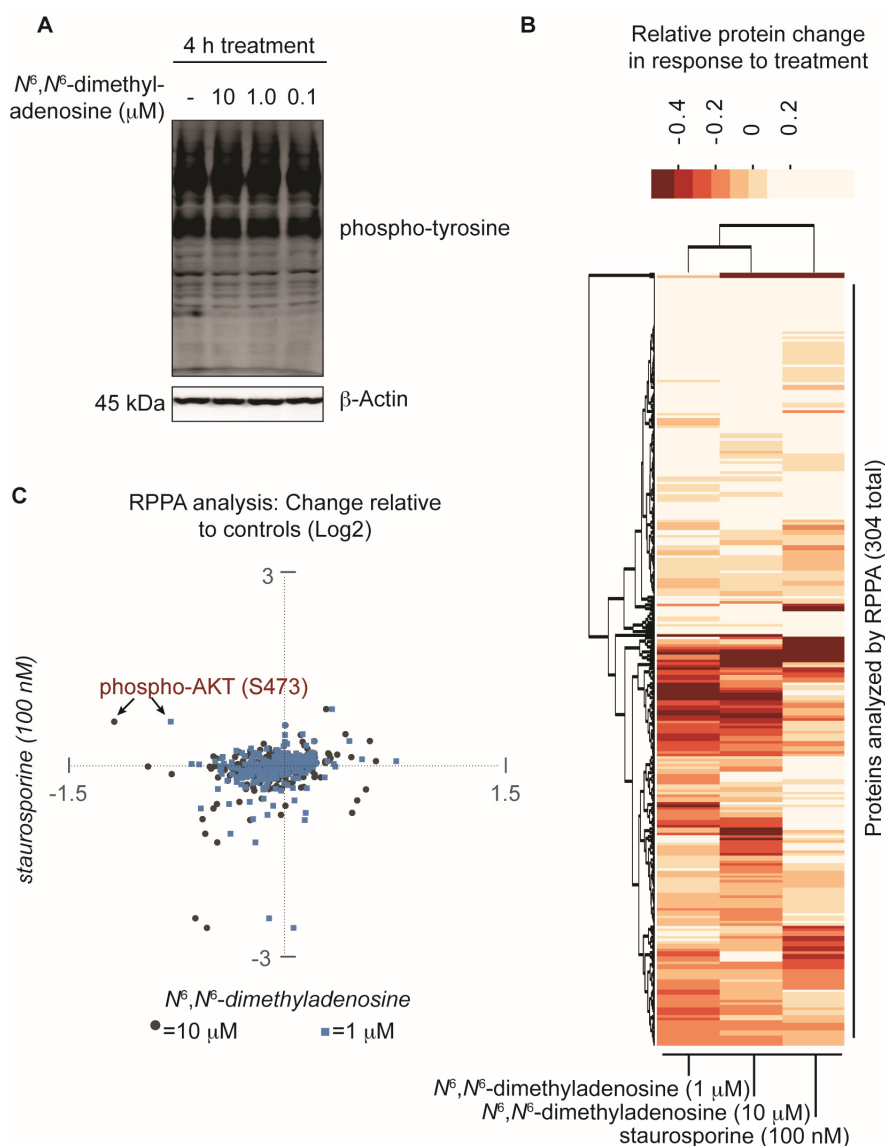 A
4 h treatment
N⁶,N⁶-dimethyl-
adenosine (μM)
- 10 1.0 0.1
phospho-tyrosine
45 kDa
β-Actin
B
Relative protein change
in response to treatment
-0.4 -0.2 0 0.2
Proteins analyzed by RPPA (304 total)
N⁶,N⁶-dimethyladenosine (1 μM)
N⁶,N⁶-dimethyladenosine (10 μM)
staurosporine (100 nM)
C
RPPA analysis: Change relative
to controls (Log2)
3
phospho-AKT (S473)
-1.5
1.5
staurosporine (100 nM)
-3
N⁶,N⁶-dimethyladenosine
=10 μM =1 μM